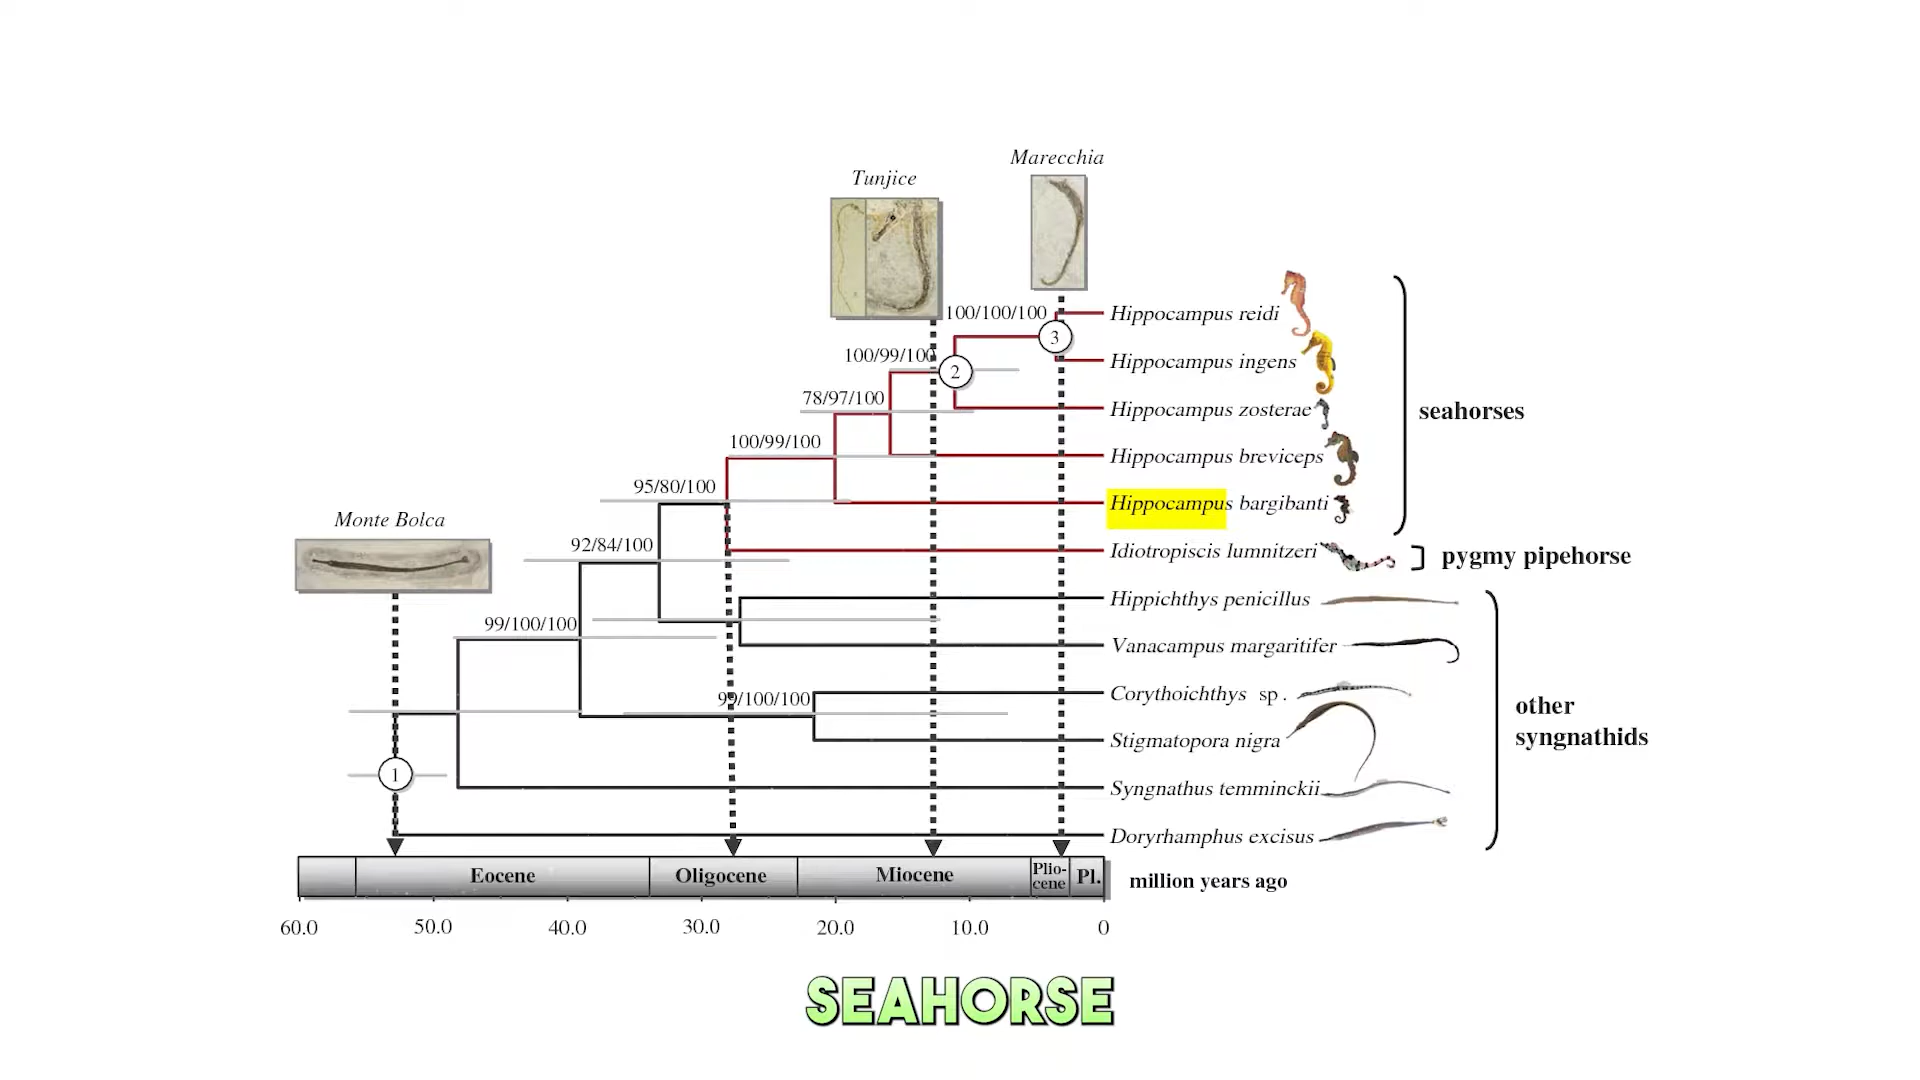 Marecchia
Tunjice
100/100/100
Hippocampus reidi
3
100/99/100
Hippocampus ingens
2
78/97/100
Hippocampus zosterae
seahorses
100/99/100
Hippocampus breviceps
95/80/100
Hippocampus bargibanti
Monte Bolca
92/84/100
Idiotropiscis lumnitzeri
pygmy pipehorse
Hippichthys penicillus
99/100/100
Vanacampus margaritifer
99/100/100
Corythoichthys sp.
other
syngnathids
Stigmatopora nigra
1
Syngnathus temminckii
Doryrhamphus excisus
Eocene
Oligocene
Miocene
Plio-
cene
Pl.
million years ago
60.0 50.0 40.0 30.0 20.0 10.0 0
SEAHORSE